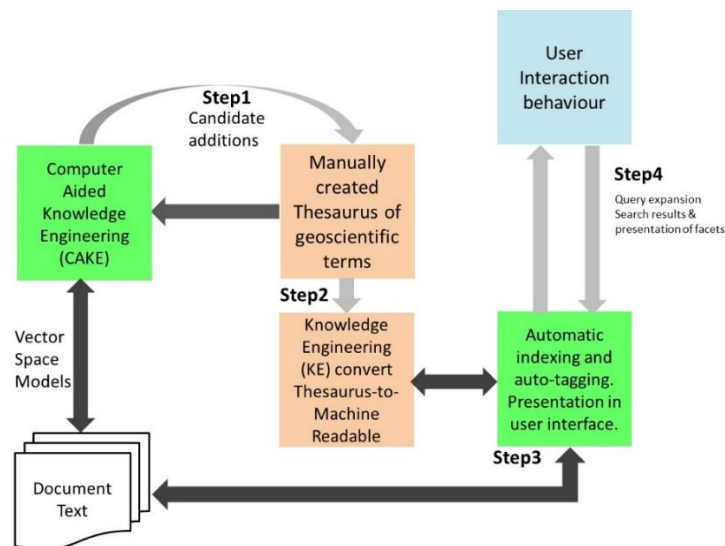 Step1
Candidate
additions
Computer
Aided
Knowledge
Engineering
(CAKE)
Manually
created
Thesaurus of
geoscientific
terms
User
Interaction
behaviour
Step4
Query expansion
Search results &
presentation of facets
Step2
Knowledge
Engineering
(KE) convert
Thesaurus-to-
Machine
Readable
Automatic
indexing and
auto-tagging.
Presentation in
user interface.
Step3
Vector
Space
Models
Document
Text